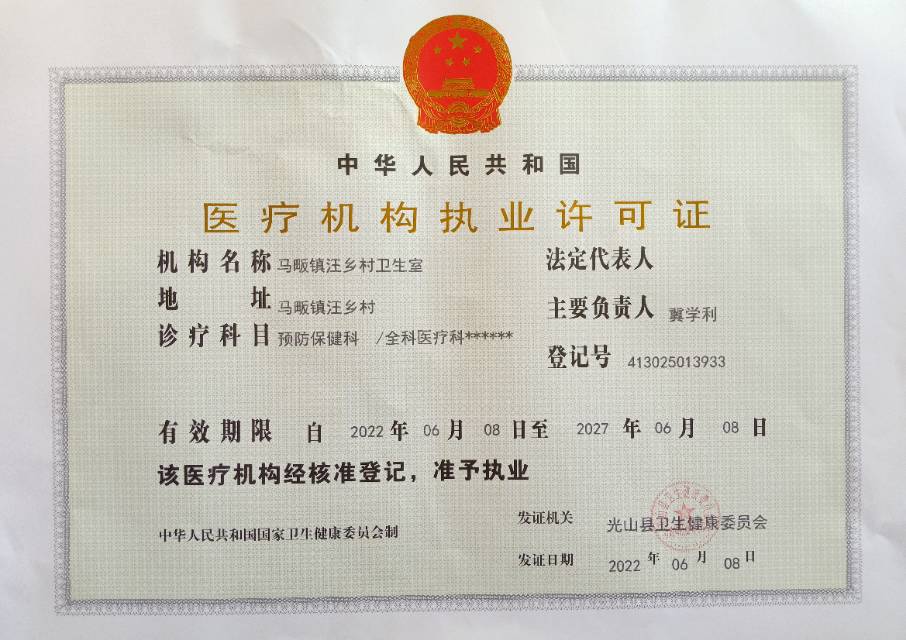 中华人民共和国
医疗机构执业许可证
机构名称 马畈镇汪乡村卫生室
法定代表人
地址 马畈镇汪乡村
主要负责人 冀学利
诊疗科目 预防保健科 /全科医疗科******
登记号 413025013933
有效期限 自 2022 年 06 月 08 日至 2027 年 06 月 08 日
该医疗机构经核准登记，准予执业
中华人民共和国国家卫生健康委员会制
发证机关 光山县卫生健康委员会
发证日期 2022 年 06 月 08 日